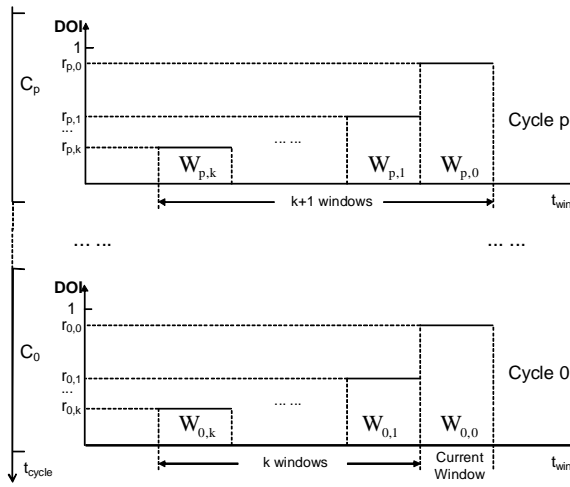 DOI
1
r_p,0
C_p
r_p,1
Cycle p
...
r_p,k
W_p,k
... ...
W_p,1
W_p,0
k+1 windows
t_win
... ...
... ...
DOI
1
r_0,0
C_0
r_0,1
Cycle 0
...
r_0,k
... ...
W_0,k
W_0,1
W_0,0
k windows
Current
Window
t_win
t_cycle